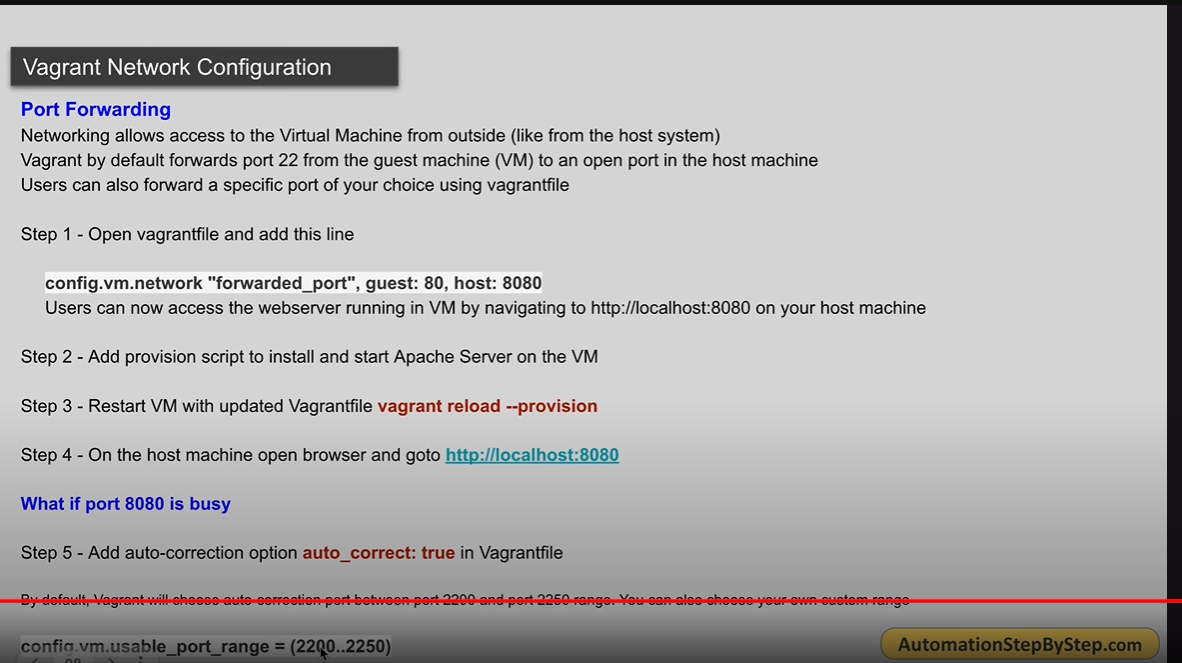 Vagrant Network Configuration
Port Forwarding
Networking allows access to the Virtual Machine from outside (like from the host system)
Vagrant by default forwards port 22 from the guest machine (VM) to an open port in the host machine
Users can also forward a specific port of your choice using vagrantfile
Step 1 - Open vagrantfile and add this line
config.vm.network "forwarded_port", guest: 80, host: 8080
Users can now access the webserver running in VM by navigating to http://localhost:8080 on your host machine
Step 2 - Add provision script to install and start Apache Server on the VM
Step 3 - Restart VM with updated Vagrantfile vagrant reload --provision
Step 4 - On the host machine open browser and goto http://localhost:8080
What if port 8080 is busy
Step 5 - Add auto-correction option auto_correct: true in Vagrantfile
By default, Vagrant will choose auto-correction port between port 2200 and port 2250 range. You can also choose your own custom range
config.vm.usable_port_range = (2200..2250)
AutomationStepByStep.com